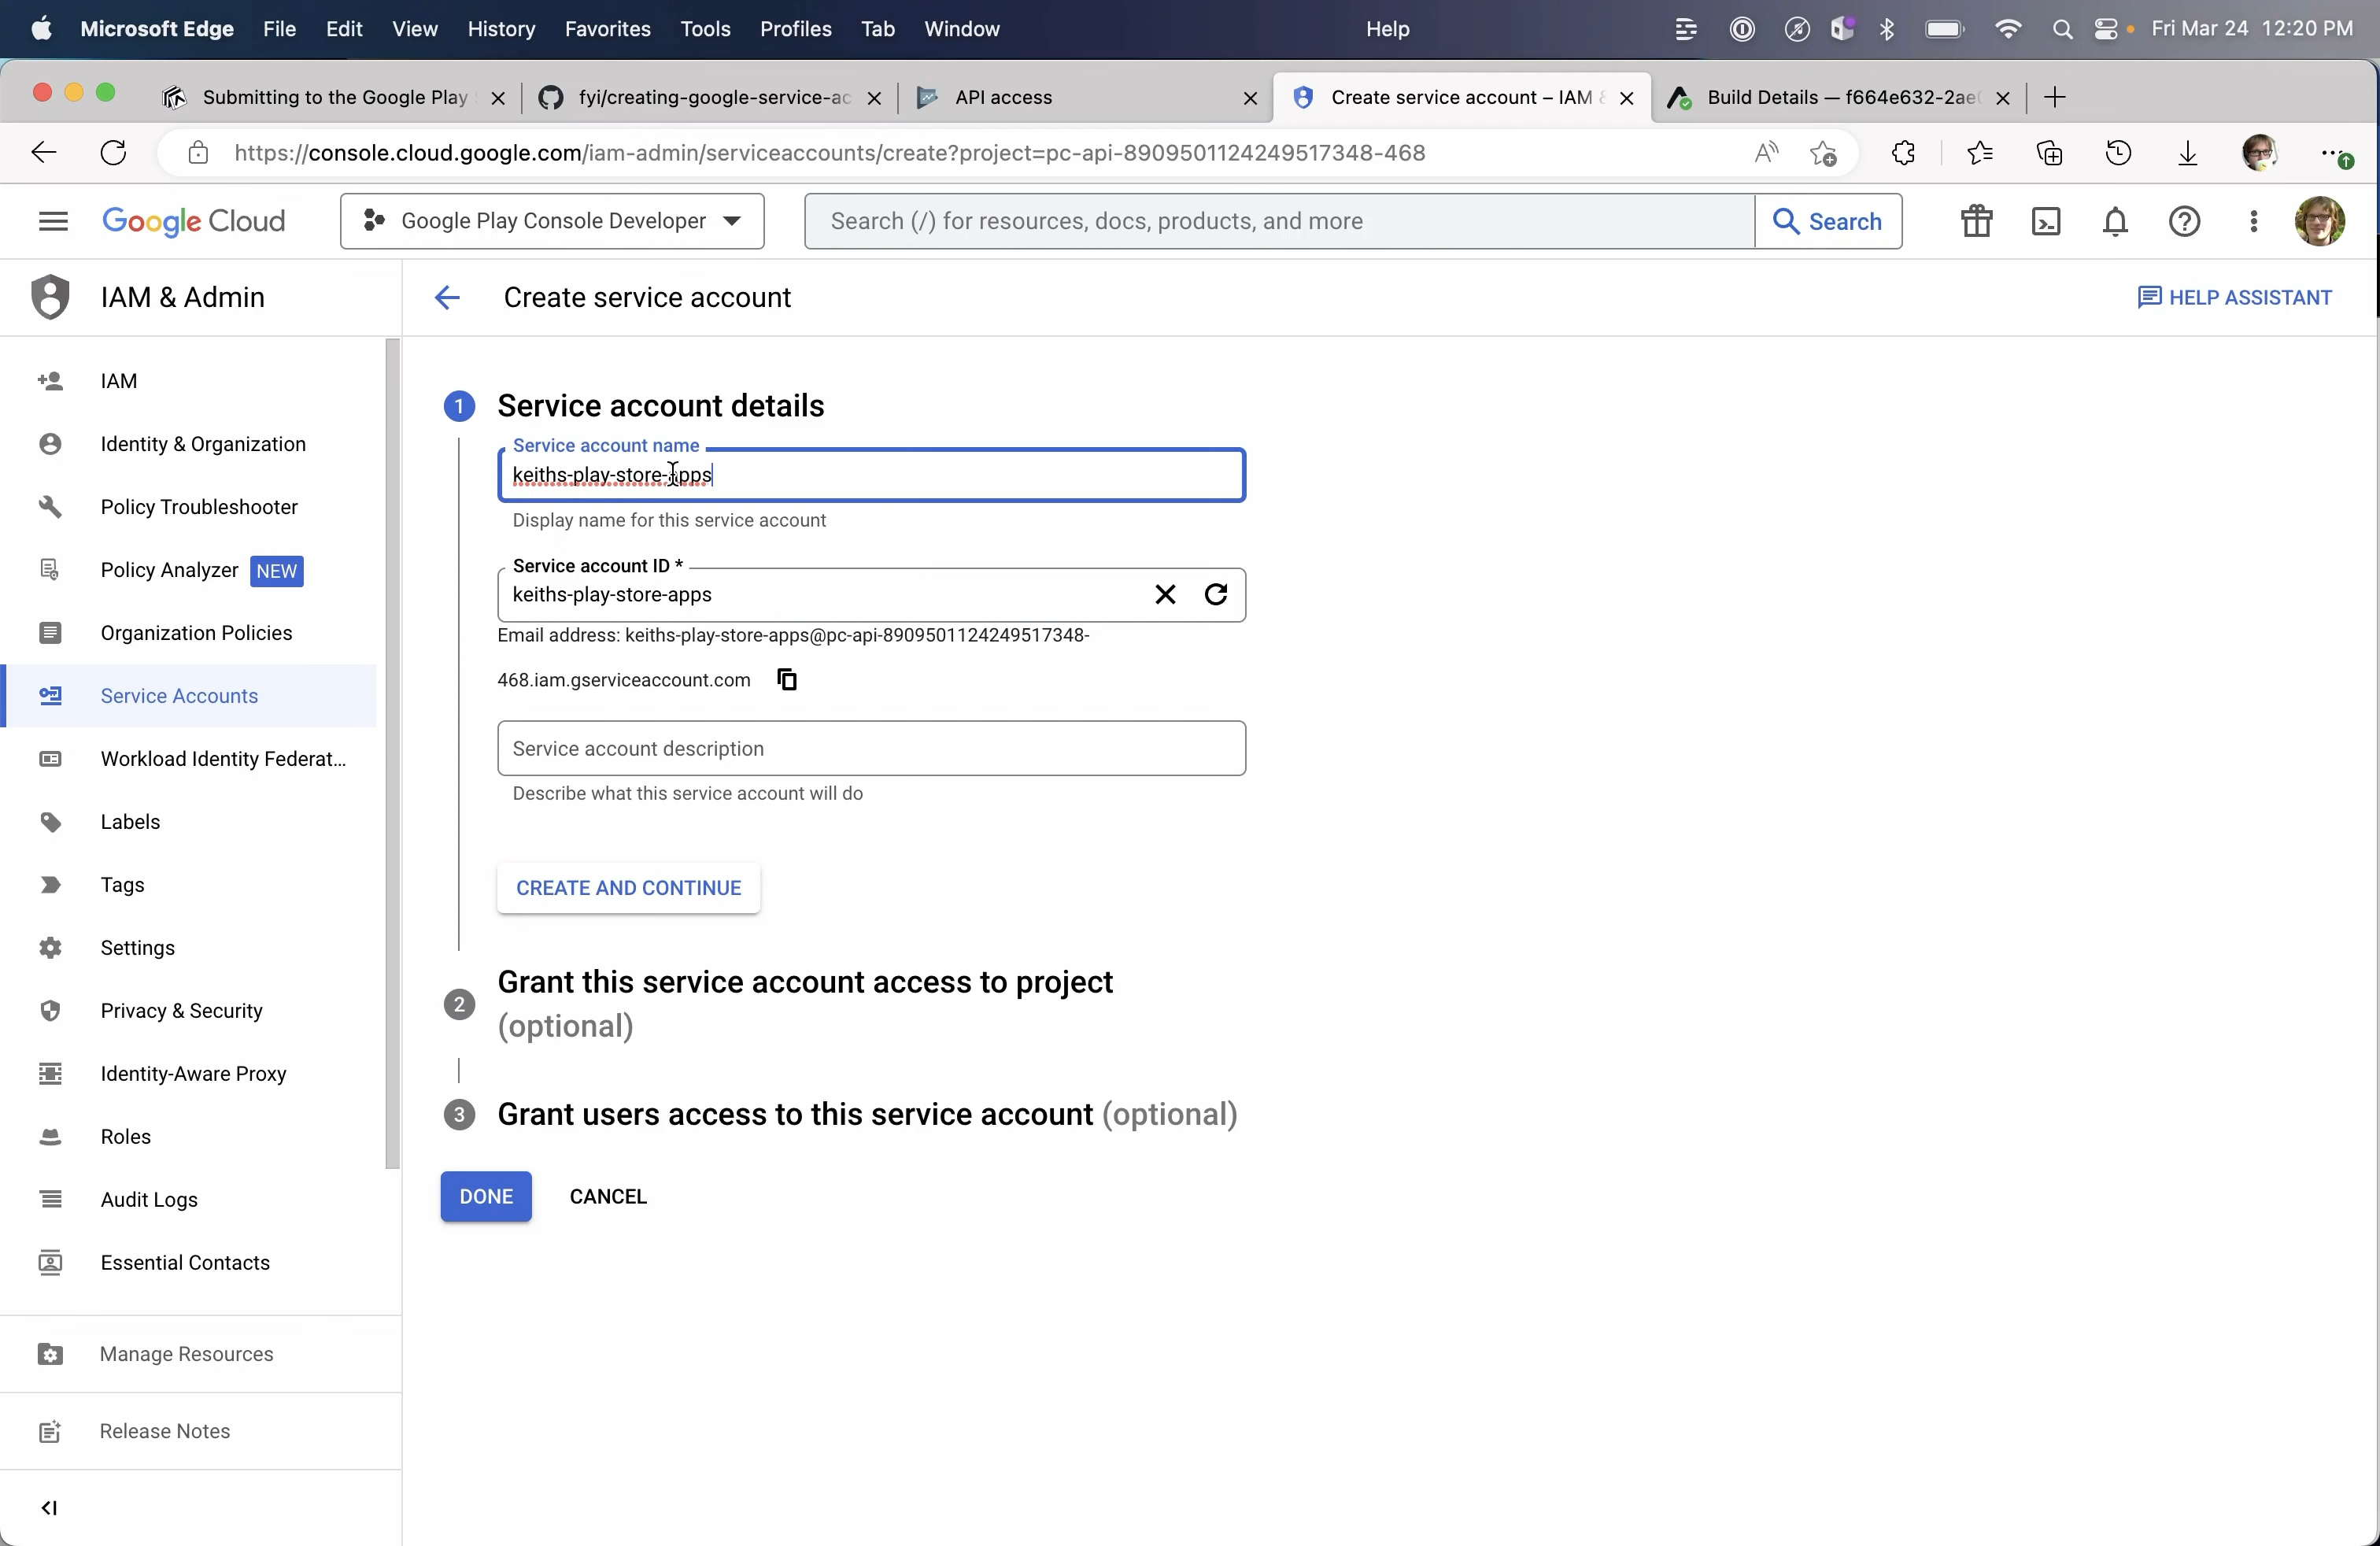 Microsoft Edge File Edit View History Favorites Tools Profiles Tab Window Help Fri Mar 24 12:20 PM
Submitting to the Google Play fyi/creating-google-service-ac API access Create service account – IAM & Build Details — f664e632-2ae
https://console.cloud.google.com/iam-admin/serviceaccounts/create?project=pc-api-8909501124249517348-468
Google Cloud Google Play Console Developer Search (/) for resources, docs, products, and more Search
IAM & Admin
Create service account
HELP ASSISTANT
IAM
Identity & Organization
Policy Troubleshooter
Policy Analyzer NEW
Organization Policies
Service Accounts
Workload Identity Federat...
Labels
Tags
Settings
Privacy & Security
Identity-Aware Proxy
Roles
Audit Logs
Essential Contacts
Manage Resources
Release Notes
1 Service account details
Service account name
keiths-play-store-apps
Display name for this service account
Service account ID *
keiths-play-store-apps
Email address: keiths-play-store-apps@pc-api-8909501124249517348-
468.iam.gserviceaccount.com
Service account description
Describe what this service account will do
CREATE AND CONTINUE
2 Grant this service account access to project
(optional)
3 Grant users access to this service account (optional)
DONE CANCEL